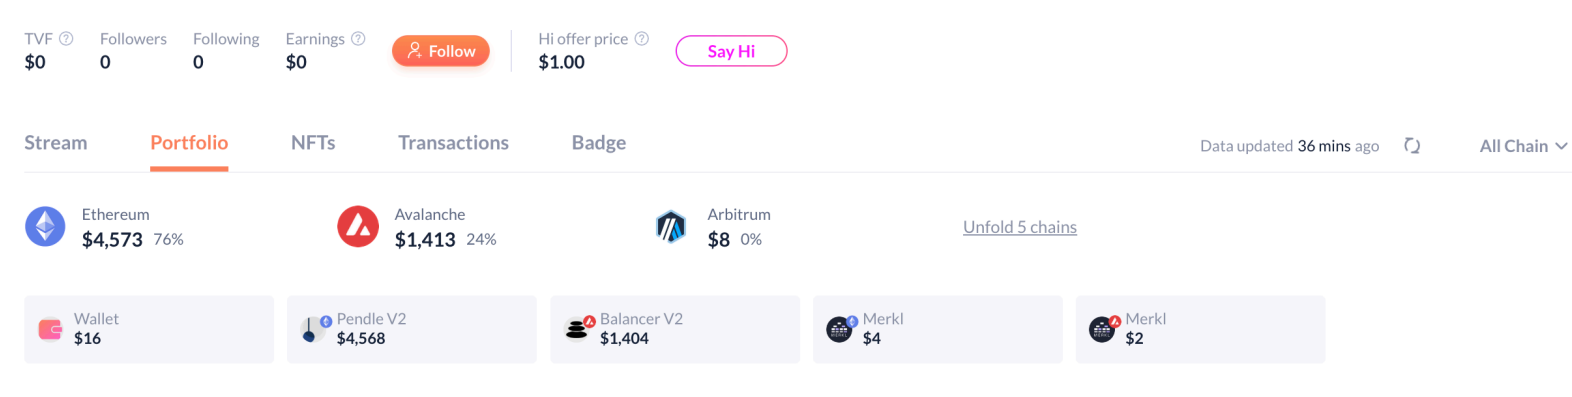 TVF Followers Following Earnings Follow Hi offer price Say Hi
$0 0 0 $0 $1.00
Stream Portfolio NFTs Transactions Badge Data updated 36 mins ago All Chain
Ethereum Avalanche Arbitrum Unfold 5 chains
$4,573 76% $1,413 24% $8 0%
Wallet Pendle V2 Balancer V2 Merkl Merkl
$16 $4,568 $1,404 $4 $2